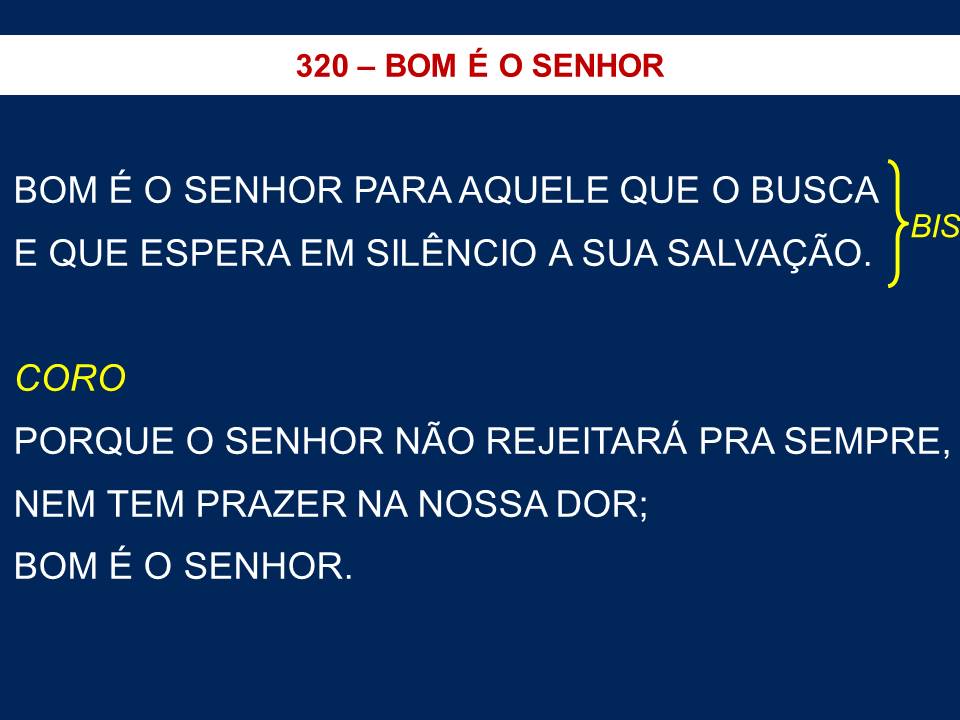 320 – BOM É O SENHOR
BOM É O SENHOR PARA AQUELE QUE O BUSCA
E QUE ESPERA EM SILÊNCIO A SUA SALVAÇÃO.
BIS
CORO
PORQUE O SENHOR NÃO REJEITARÁ PRA SEMPRE,
NEM TEM PRAZER NA NOSSA DOR;
BOM É O SENHOR.